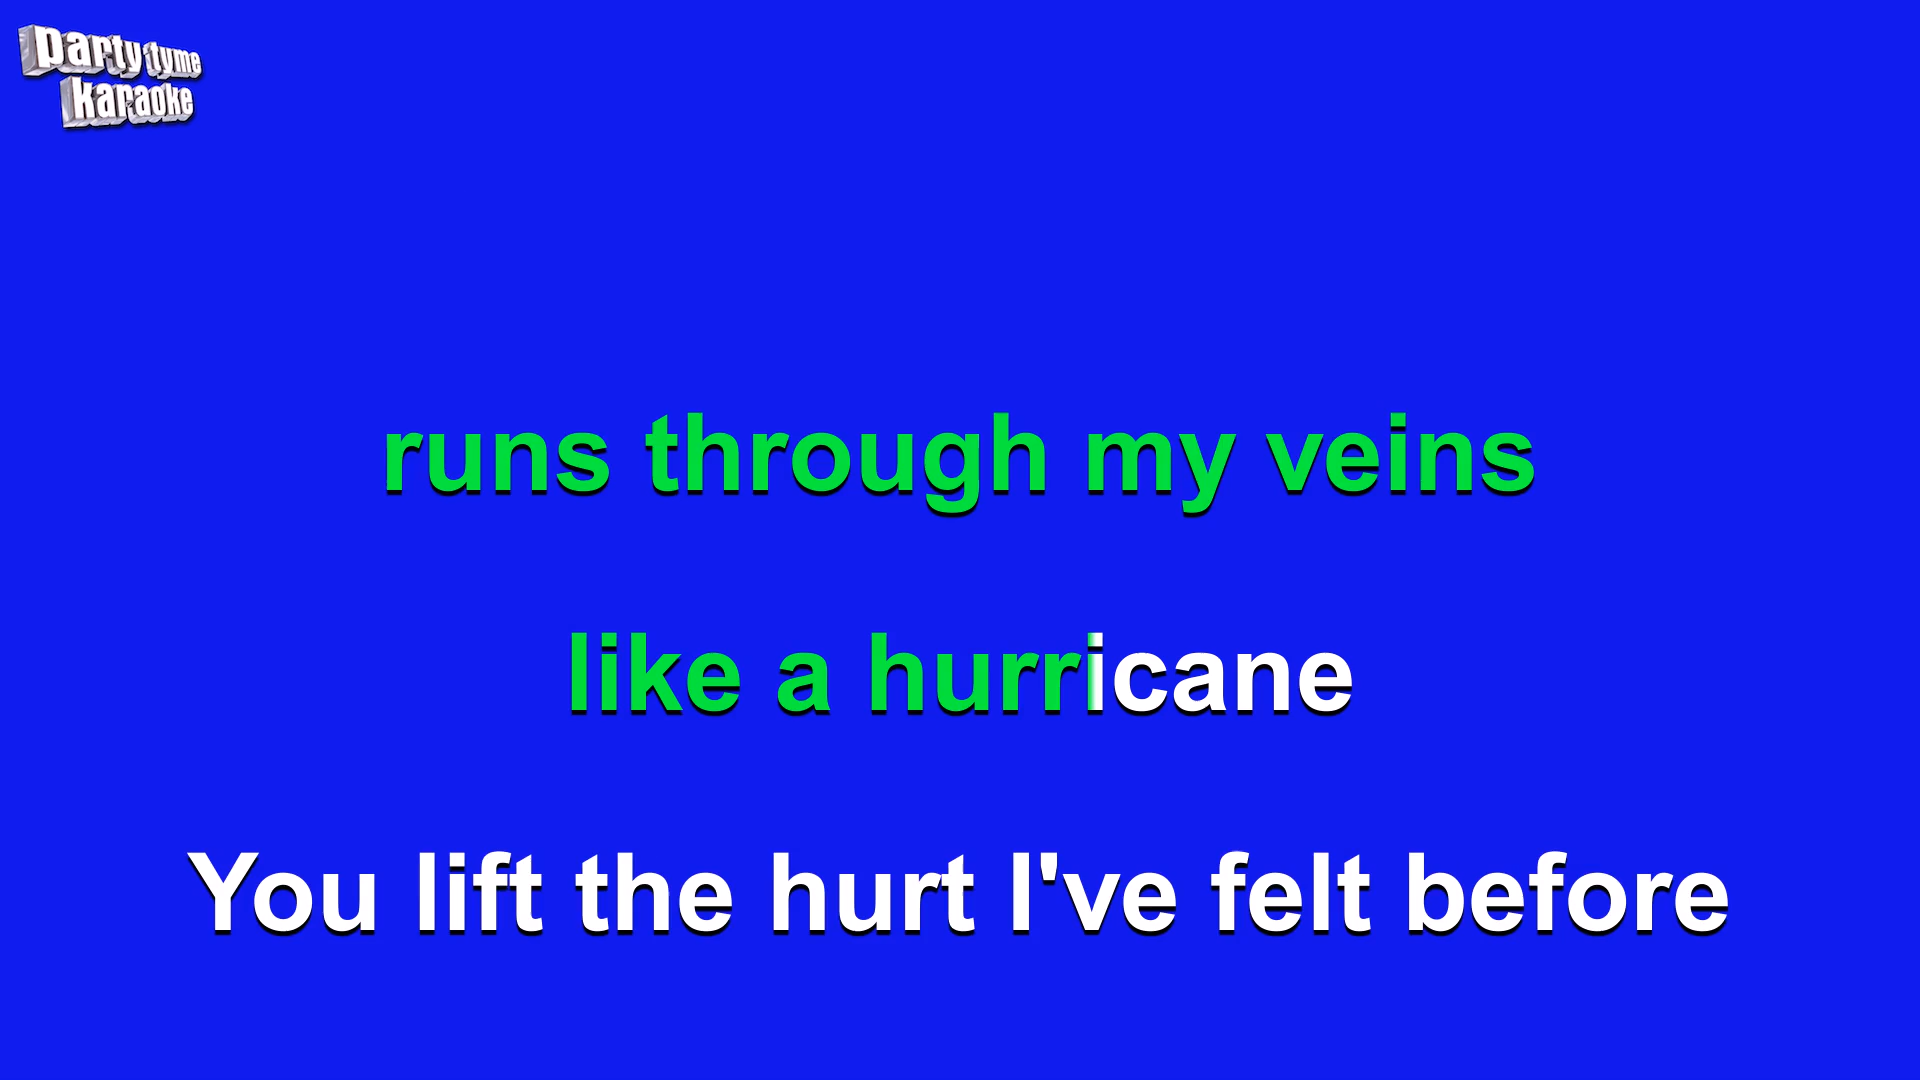 party tyme
karaoke
runs through my veins
like a hurricane
You lift the hurt I've felt before